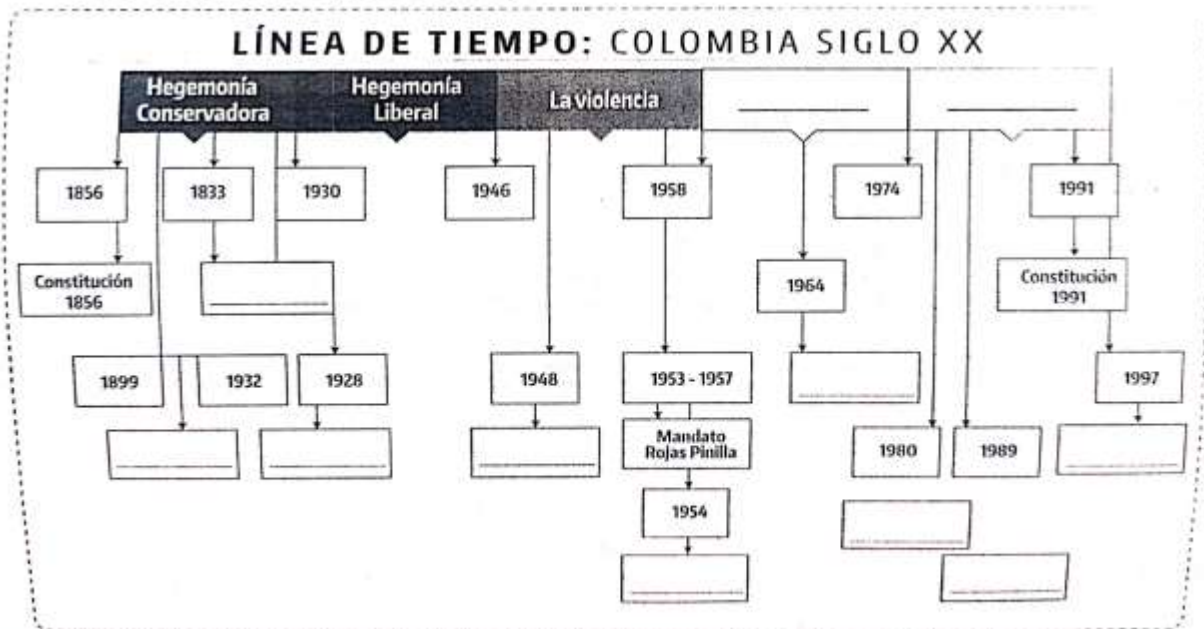 LÍNEA DE TIEMPO: COLOMBIA SIGLO XX
Hegemonía
Conservadora
Hegemonía
Liberal
La violencia
1856
1833
1930
1946
1958
1974
1991
Constitución
1856
1964
Constitución
1991
1899
1932
1928
1948
1953 - 1957
1997
Mandato
Rojas Pinilla
1980
1989
1954